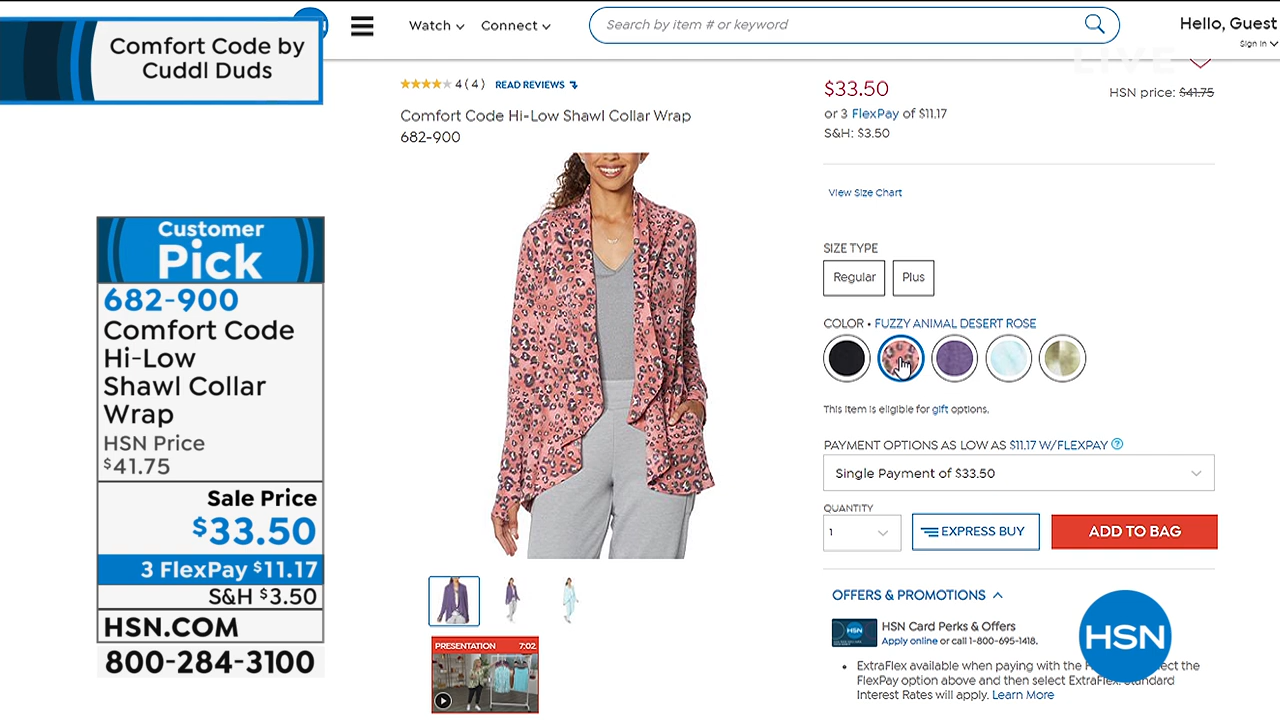 Comfort Code by
Cuddl Duds
Watch
Connect
Search by item # or keyword
Hello, Guest
Sign In
LIVE
4 ( 4 )
READ REVIEWS
Comfort Code Hi-Low Shawl Collar Wrap
682-900
$33.50
HSN price: $41.75
or 3 FlexPay of $11.17
S&H: $3.50
View Size Chart
SIZE TYPE
Regular
Plus
COLOR • FUZZY ANIMAL DESERT ROSE
This item is eligible for gift options.
PAYMENT OPTIONS AS LOW AS $11.17 W/FLEXPAY
Single Payment of $33.50
QUANTITY
1
EXPRESS BUY
ADD TO BAG
OFFERS & PROMOTIONS
HSN
HSN Card Perks & Offers
Apply online or call 1-800-695-1418.
• ExtraFlex available when paying with the
FlexPay option above and then select ExtraFlex.
Interest Rates will apply. Learn More
HSN
Customer
Pick
682-900
Comfort Code
Hi-Low
Shawl Collar
Wrap
HSN Price
$41.75
Sale Price
$33.50
3 FlexPay $11.17
S&H $3.50
HSN.COM
800-284-3100
PRESENTATION 7:02